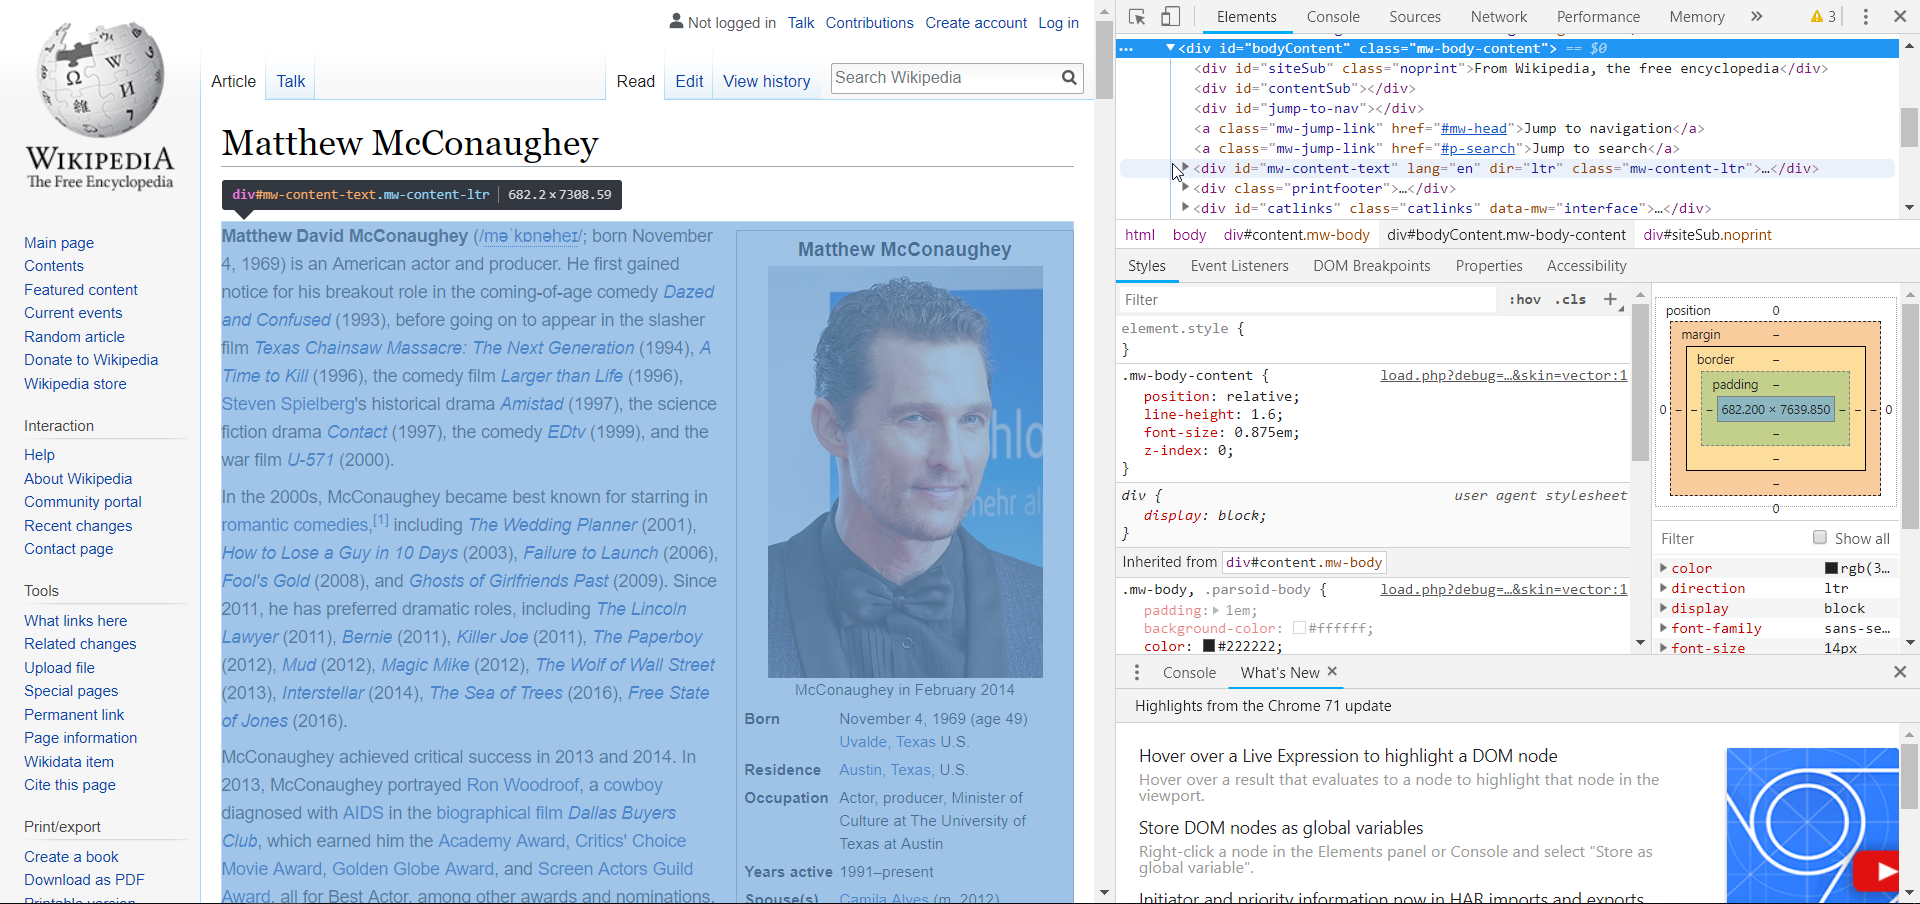 Not logged in Talk Contributions Create account Log in
Article Talk Read Edit View history Search Wikipedia
WIKIPEDIA
The Free Encyclopedia
Main page
Contents
Featured content
Current events
Random article
Donate to Wikipedia
Wikipedia store
Interaction
Help
About Wikipedia
Community portal
Recent changes
Contact page
Tools
What links here
Related changes
Upload file
Special pages
Permanent link
Page information
Wikidata item
Cite this page
Print/export
Create a book
Download as PDF
Printable version
Matthew McConaughey
div#mw-content-text.mw-content-ltr 682.2 × 7308.59
Matthew David McConaughey (/məˈkɒnəheɪ/; born November
4, 1969) is an American actor and producer. He first gained
notice for his breakout role in the coming-of-age comedy Dazed
and Confused (1993), before going on to appear in the slasher
film Texas Chainsaw Massacre: The Next Generation (1994), A
Time to Kill (1996), the comedy film Larger than Life (1996),
Steven Spielberg's historical drama Amistad (1997), the science
fiction drama Contact (1997), the comedy EDtv (1999), and the
war film U-571 (2000).
In the 2000s, McConaughey became best known for starring in
romantic comedies,[1] including The Wedding Planner (2001),
How to Lose a Guy in 10 Days (2003), Failure to Launch (2006),
Fool's Gold (2008), and Ghosts of Girlfriends Past (2009). Since
2011, he has preferred dramatic roles, including The Lincoln
Lawyer (2011), Bernie (2011), Killer Joe (2011), The Paperboy
(2012), Mud (2012), Magic Mike (2012), The Wolf of Wall Street
(2013), Interstellar (2014), The Sea of Trees (2016), Free State
of Jones (2016).
McConaughey achieved critical success in 2013 and 2014. In
2013, McConaughey portrayed Ron Woodroof, a cowboy
diagnosed with AIDS in the biographical film Dallas Buyers
Club, which earned him the Academy Award, Critics' Choice
Movie Award, Golden Globe Award, and Screen Actors Guild
Award, all for Best Actor, among other awards and nominations.
Matthew McConaughey
hlo
nehr al
McConaughey in February 2014
Born November 4, 1969 (age 49)
Uvalde, Texas U.S.
Residence Austin, Texas, U.S.
Occupation Actor, producer, Minister of
Culture at The University of
Texas at Austin
Years active 1991–present
Spouse(s) Camila Alves (m. 2012)
Elements Console Sources Network Performance Memory » 3
… ▼<div id="bodyContent" class="mw-body-content"> == $0
<div id="siteSub" class="noprint">From Wikipedia, the free encyclopedia</div>
<div id="contentSub"></div>
<div id="jump-to-nav"></div>
<a class="mw-jump-link" href="#mw-head">Jump to navigation</a>
<a class="mw-jump-link" href="#p-search">Jump to search</a>
▶<div id="mw-content-text" lang="en" dir="ltr" class="mw-content-ltr">…</div>
▶<div class="printfooter">…</div>
▶<div id="catlinks" class="catlinks" data-mw="interface">…</div>
html body div#content.mw-body div#bodyContent.mw-body-content div#siteSub.noprint
Styles Event Listeners DOM Breakpoints Properties Accessibility
Filter :hov .cls +
element.style {
}
.mw-body-content { load.php?debug=…&skin=vector:1
position: relative;
line-height: 1.6;
font-size: 0.875em;
z-index: 0;
}
div { user agent stylesheet
display: block;
}
Inherited from div#content.mw-body
.mw-body, .parsoid-body { load.php?debug=…&skin=vector:1
padding: ▶ 1em;
background-color: #ffffff;
color: #222222;
position 0
margin –
border –
padding –
0 – – – 682.200 × 7639.850 – – – 0
–
–
–
0
Filter Show all
▶ color rgb(3…
▶ direction ltr
▶ display block
▶ font-family sans-se…
▶ font-size 14px
Console What's New ×
Highlights from the Chrome 71 update
Hover over a Live Expression to highlight a DOM node
Hover over a result that evaluates to a node to highlight that node in the
viewport.
Store DOM nodes as global variables
Right-click a node in the Elements panel or Console and select "Store as
global variable".
Initiator and priority information now in HAR imports and exports